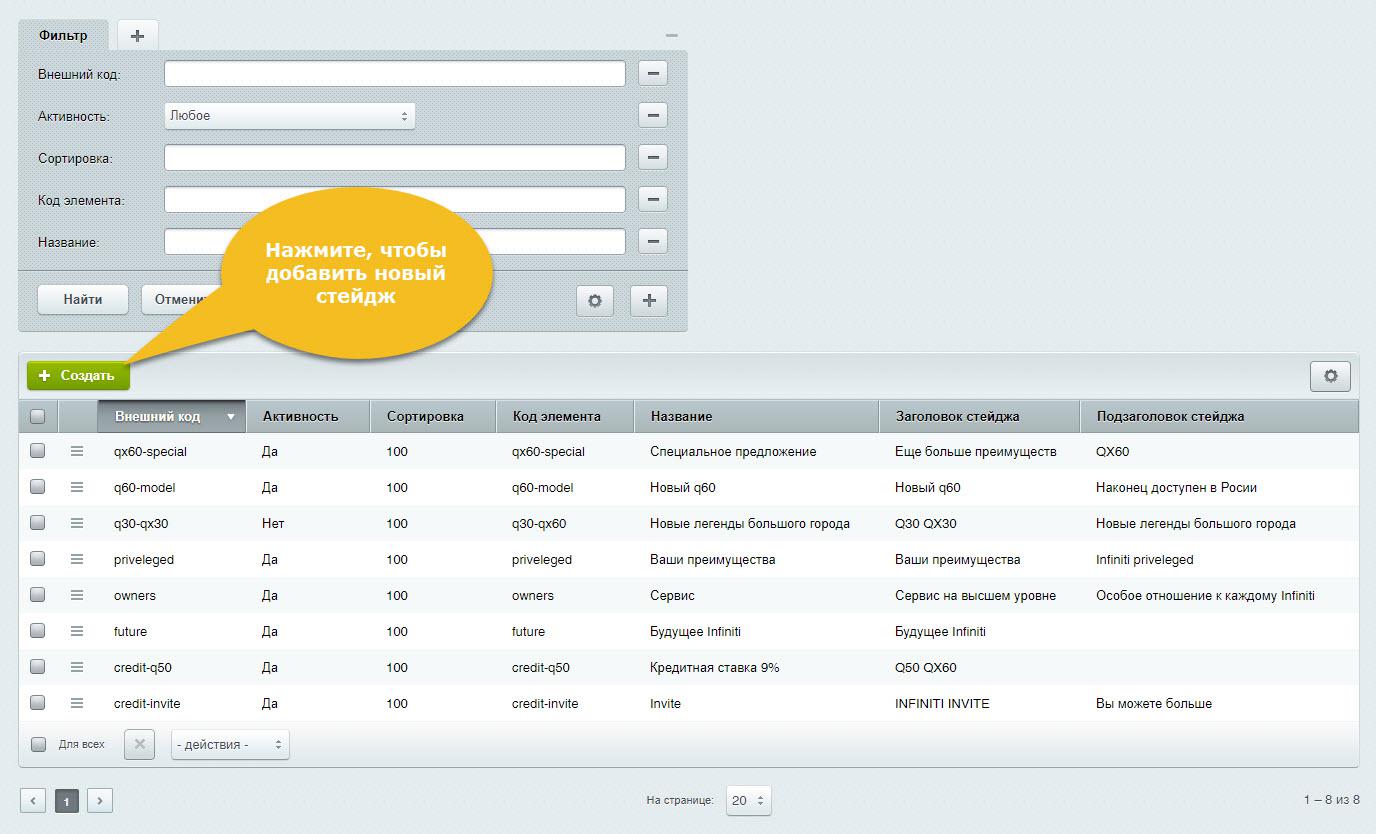 Фильтр
Внешний код:
Активность: Любое
Сортировка:
Код элемента:
Название:
Нажмите, чтобы
добавить новый
стейдж
Найти
Создать
Внешний код Активность Сортировка Код элемента Название Заголовок стейджа Подзаголовок стейджа
qx60-special Да 100 qx60-special Специальное предложение Еще больше преимуществ QX60
q60-model Да 100 q60-model Новый q60 Новый q60 Наконец доступен в Росии
q30-qx30 Нет 100 q30-qx60 Новые легенды большого города Q30 QX30 Новые легенды большого города
priveleged Да 100 priveleged Ваши преимущества Ваши преимущества Infiniti priveleged
owners Да 100 owners Сервис Сервис на высшем уровне Особое отношение к каждому Infiniti
future Да 100 future Будущее Infiniti Будущее Infiniti
credit-q50 Да 100 credit-q50 Кредитная ставка 9% Q50 QX60
credit-invite Да 100 credit-invite Invite INFINITI INVITE Вы можете больше
Для всех - действия -
1 На странице: 20 1 – 8 из 8